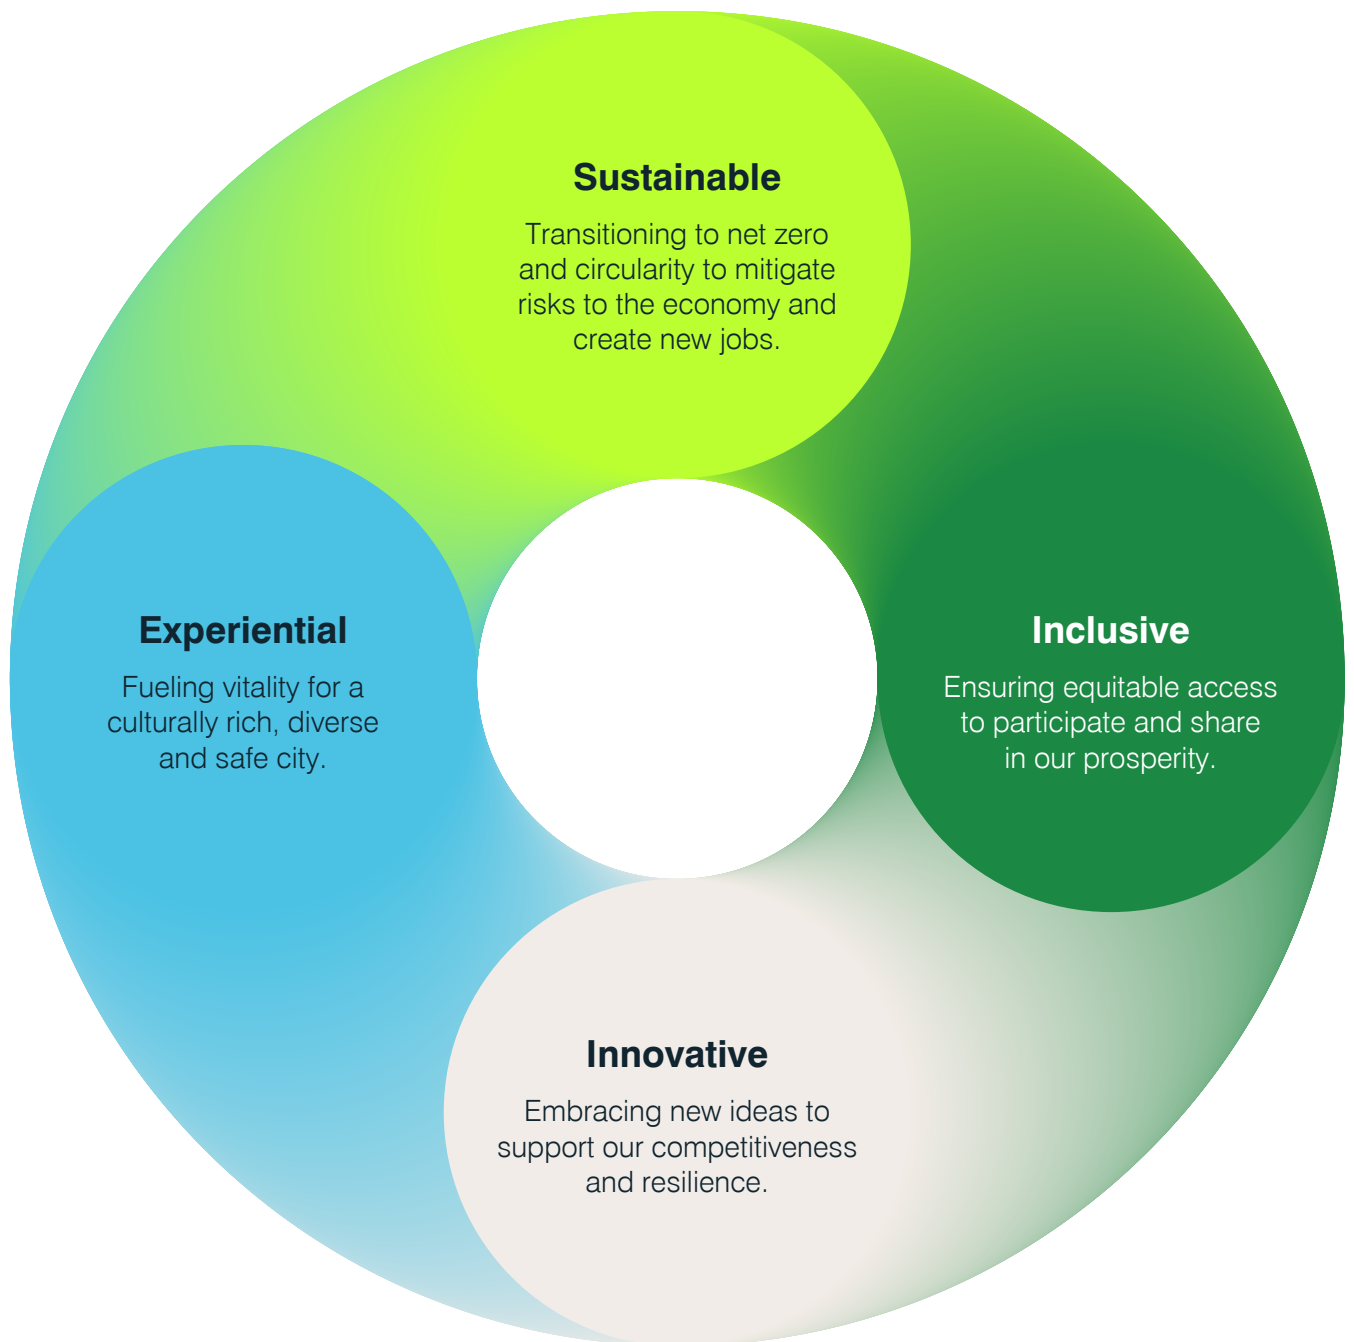 Sustainable
Transitioning to net zero
and circularity to mitigate
risks to the economy and
create new jobs.
Experiential
Fueling vitality for a
culturally rich, diverse
and safe city.
Inclusive
Ensuring equitable access
to participate and share
in our prosperity.
Innovative
Embracing new ideas to
support our competitiveness
and resilience.